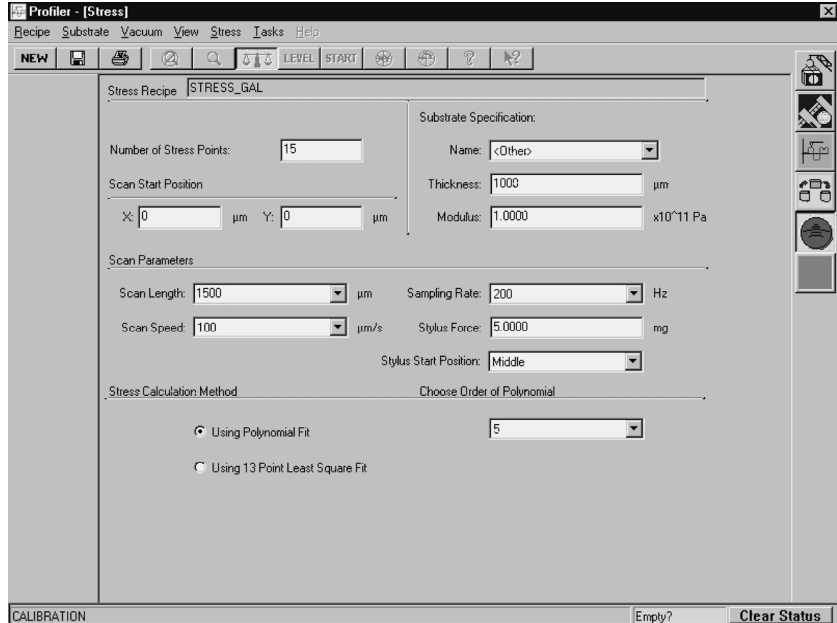 Profiler - [Stress]
Recipe Substrate Vacuum View Stress Tasks Help
NEW LEVEL START
Stress Recipe STRESS_GAL
Substrate Specification:
Number of Stress Points: 15 Name: <Other>
Scan Start Position Thickness: 1000 µm
X: 0 µm Y: 0 µm Modulus: 1.0000 x10^11 Pa
Scan Parameters
Scan Length: 1500 µm Sampling Rate: 200 Hz
Scan Speed: 100 µm/s Stylus Force: 5.0000 mg
Stylus Start Position: Middle
Stress Calculation Method Choose Order of Polynomial
Using Polynomial Fit 5
Using 13 Point Least Square Fit
CALIBRATION Empty? Clear Status